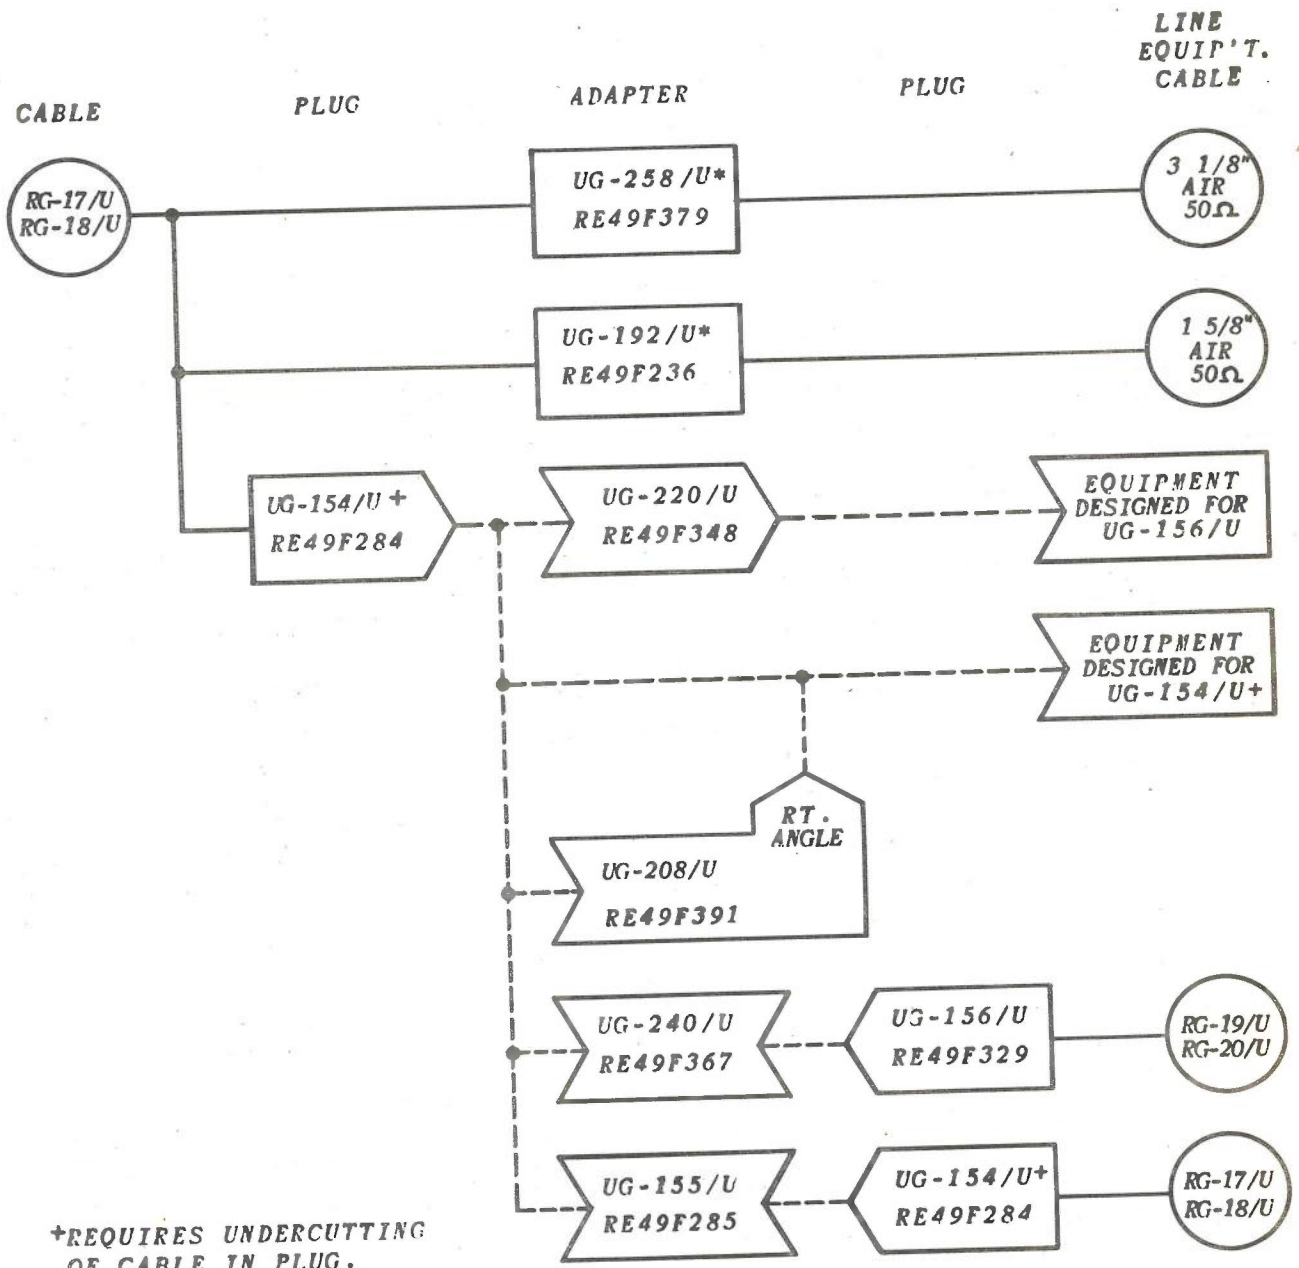 LINE
EQUIP'T.
CABLE
CABLE
PLUG
ADAPTER
PLUG
RG-17/U
RG-18/U
UG-258/U*
RE49F379
3 1/8"
AIR
50Ω
UG-192/U*
RE49F236
1 5/8"
AIR
50Ω
UG-154/U+
RE49F284
UG-220/U
RE49F348
EQUIPMENT
DESIGNED FOR
UG-156/U
EQUIPMENT
DESIGNED FOR
UG-154/U+
RT.
ANGLE
UG-208/U
RE49F391
UG-240/U
RE49F367
UG-156/U
RE49F329
RG-19/U
RG-20/U
UG-155/U
RE49F285
UG-154/U+
RE49F284
RG-17/U
RG-18/U
+REQUIRES UNDERCUTTING
OF CABLE IN PLUG.